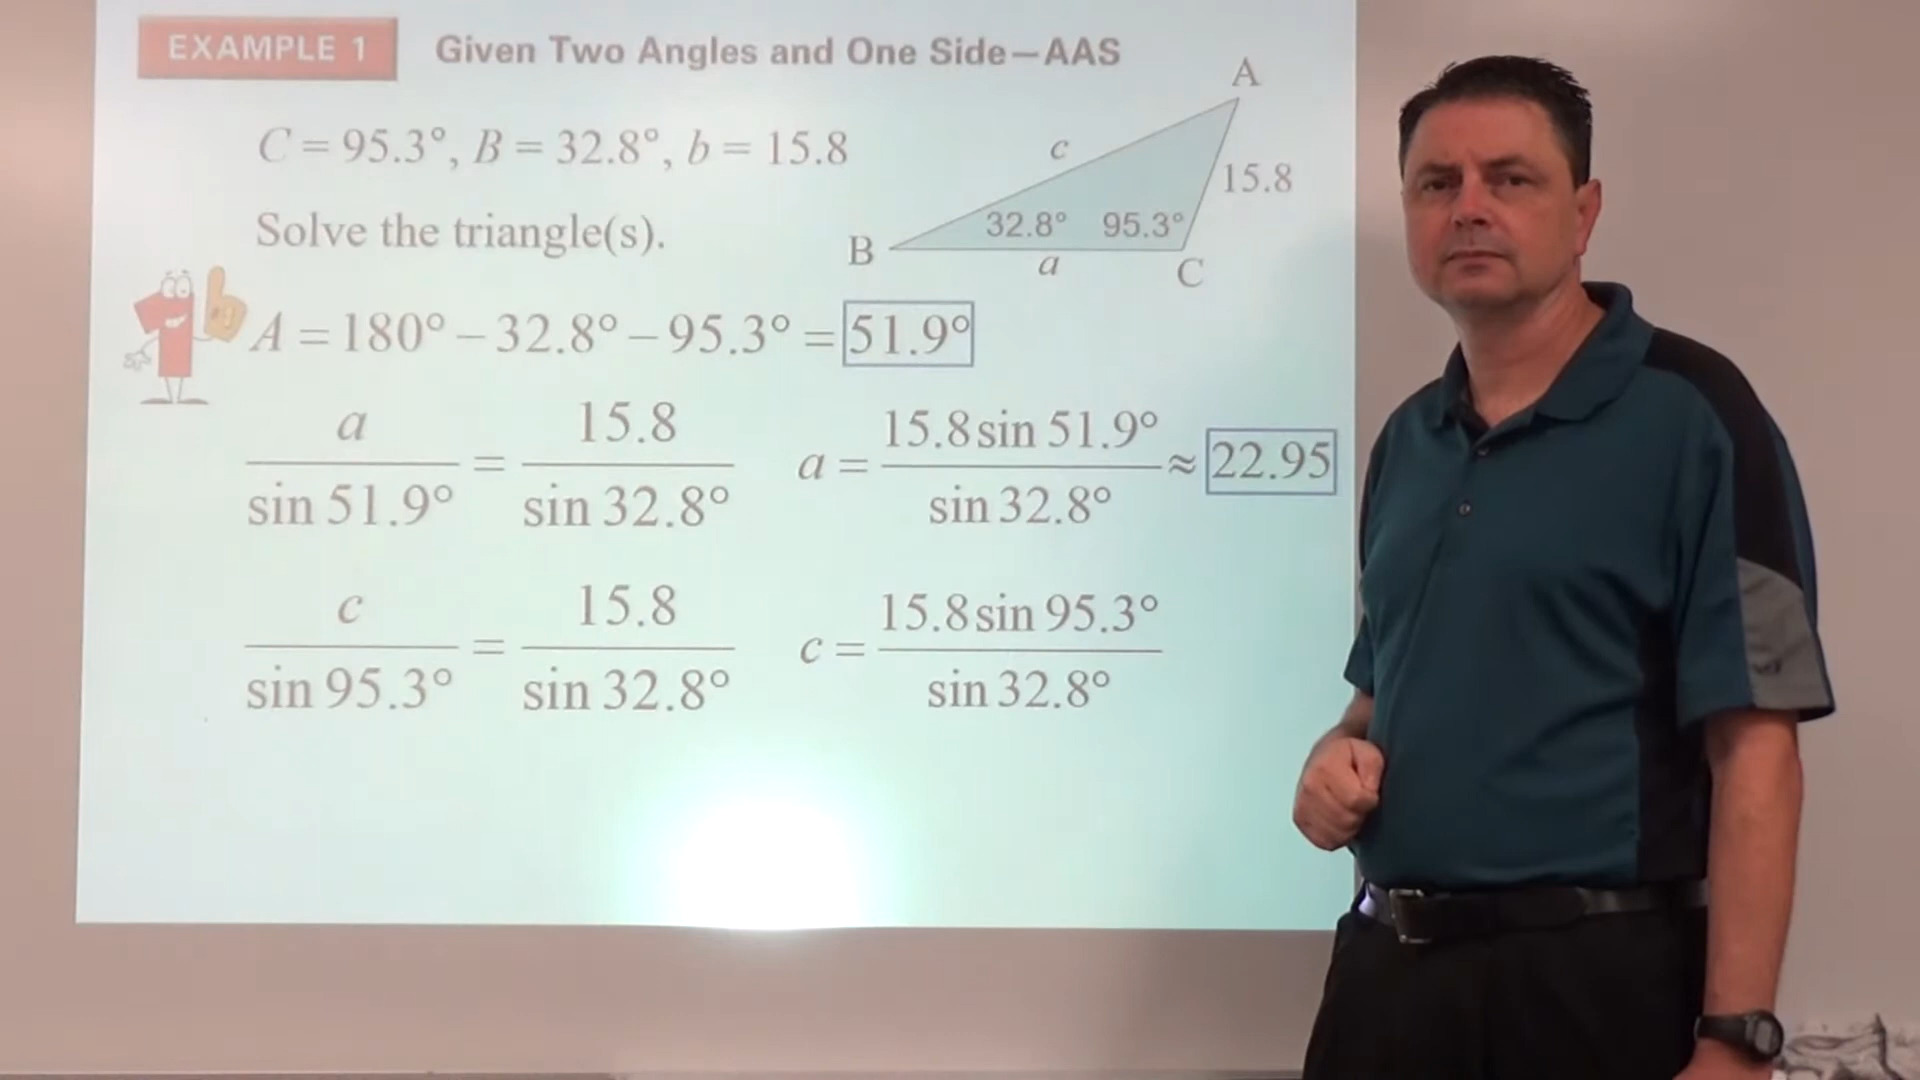 EXAMPLE 1 Given Two Angles and One Side—AAS
A
C = 95.3°, B = 32.8°, b = 15.8
c
15.8
32.8° 95.3°
Solve the triangle(s).
B
a
C
#1
A = 180° – 32.8° – 95.3° = 51.9°
a / sin 51.9° = 15.8 / sin 32.8°
a = 15.8 sin 51.9° / sin 32.8° ≈ 22.95
c / sin 95.3° = 15.8 / sin 32.8°
c = 15.8 sin 95.3° / sin 32.8°